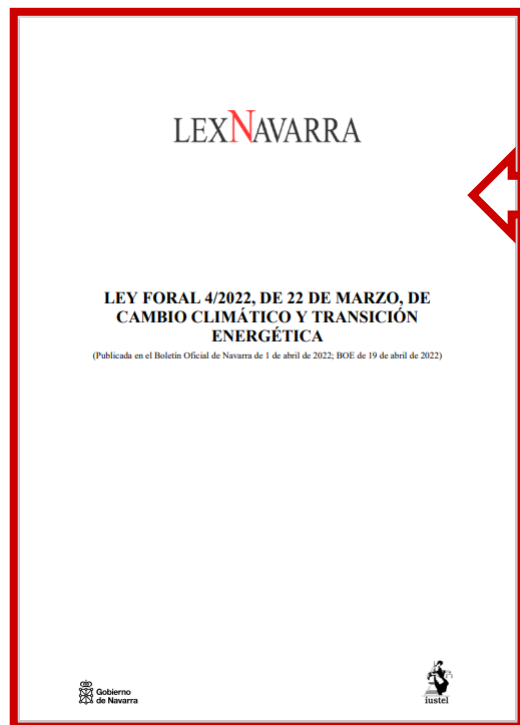 LEXNAVARRA
LEY FORAL 4/2022, DE 22 DE MARZO, DE
CAMBIO CLIMÁTICO Y TRANSICIÓN
ENERGÉTICA
(Publicada en el Boletín Oficial de Navarra de 1 de abril de 2022; BOE de 19 de abril de 2022)
Gobierno
de Navarra
iustel